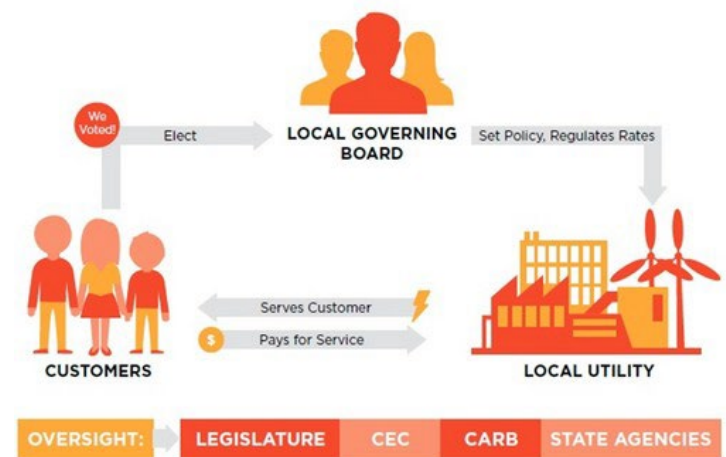 We
Voted!
Elect
LOCAL GOVERNING
BOARD
Set Policy, Regulates Rates
Serves Customer
$
Pays for Service
CUSTOMERS
LOCAL UTILITY
OVERSIGHT:
LEGISLATURE
CEC
CARB
STATE AGENCIES